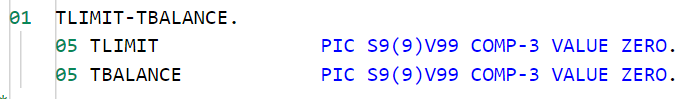 01  TLIMIT-TBALANCE.
    05 TLIMIT            PIC S9(9)V99 COMP-3 VALUE ZERO.
    05 TBALANCE          PIC S9(9)V99 COMP-3 VALUE ZERO.